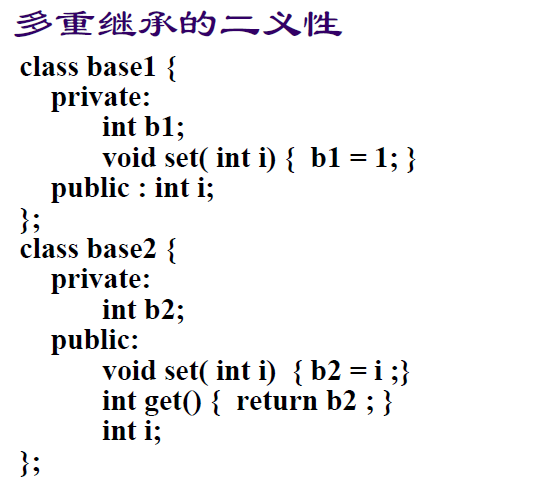 多重继承的二义性
class base1 {
private:
int b1;
void set( int i) {  b1 = 1; }
public : int i;
};
class base2 {
private:
int b2;
public:
void set( int i)  { b2 = i ;}
int get() {  return b2 ; }
int i;
};